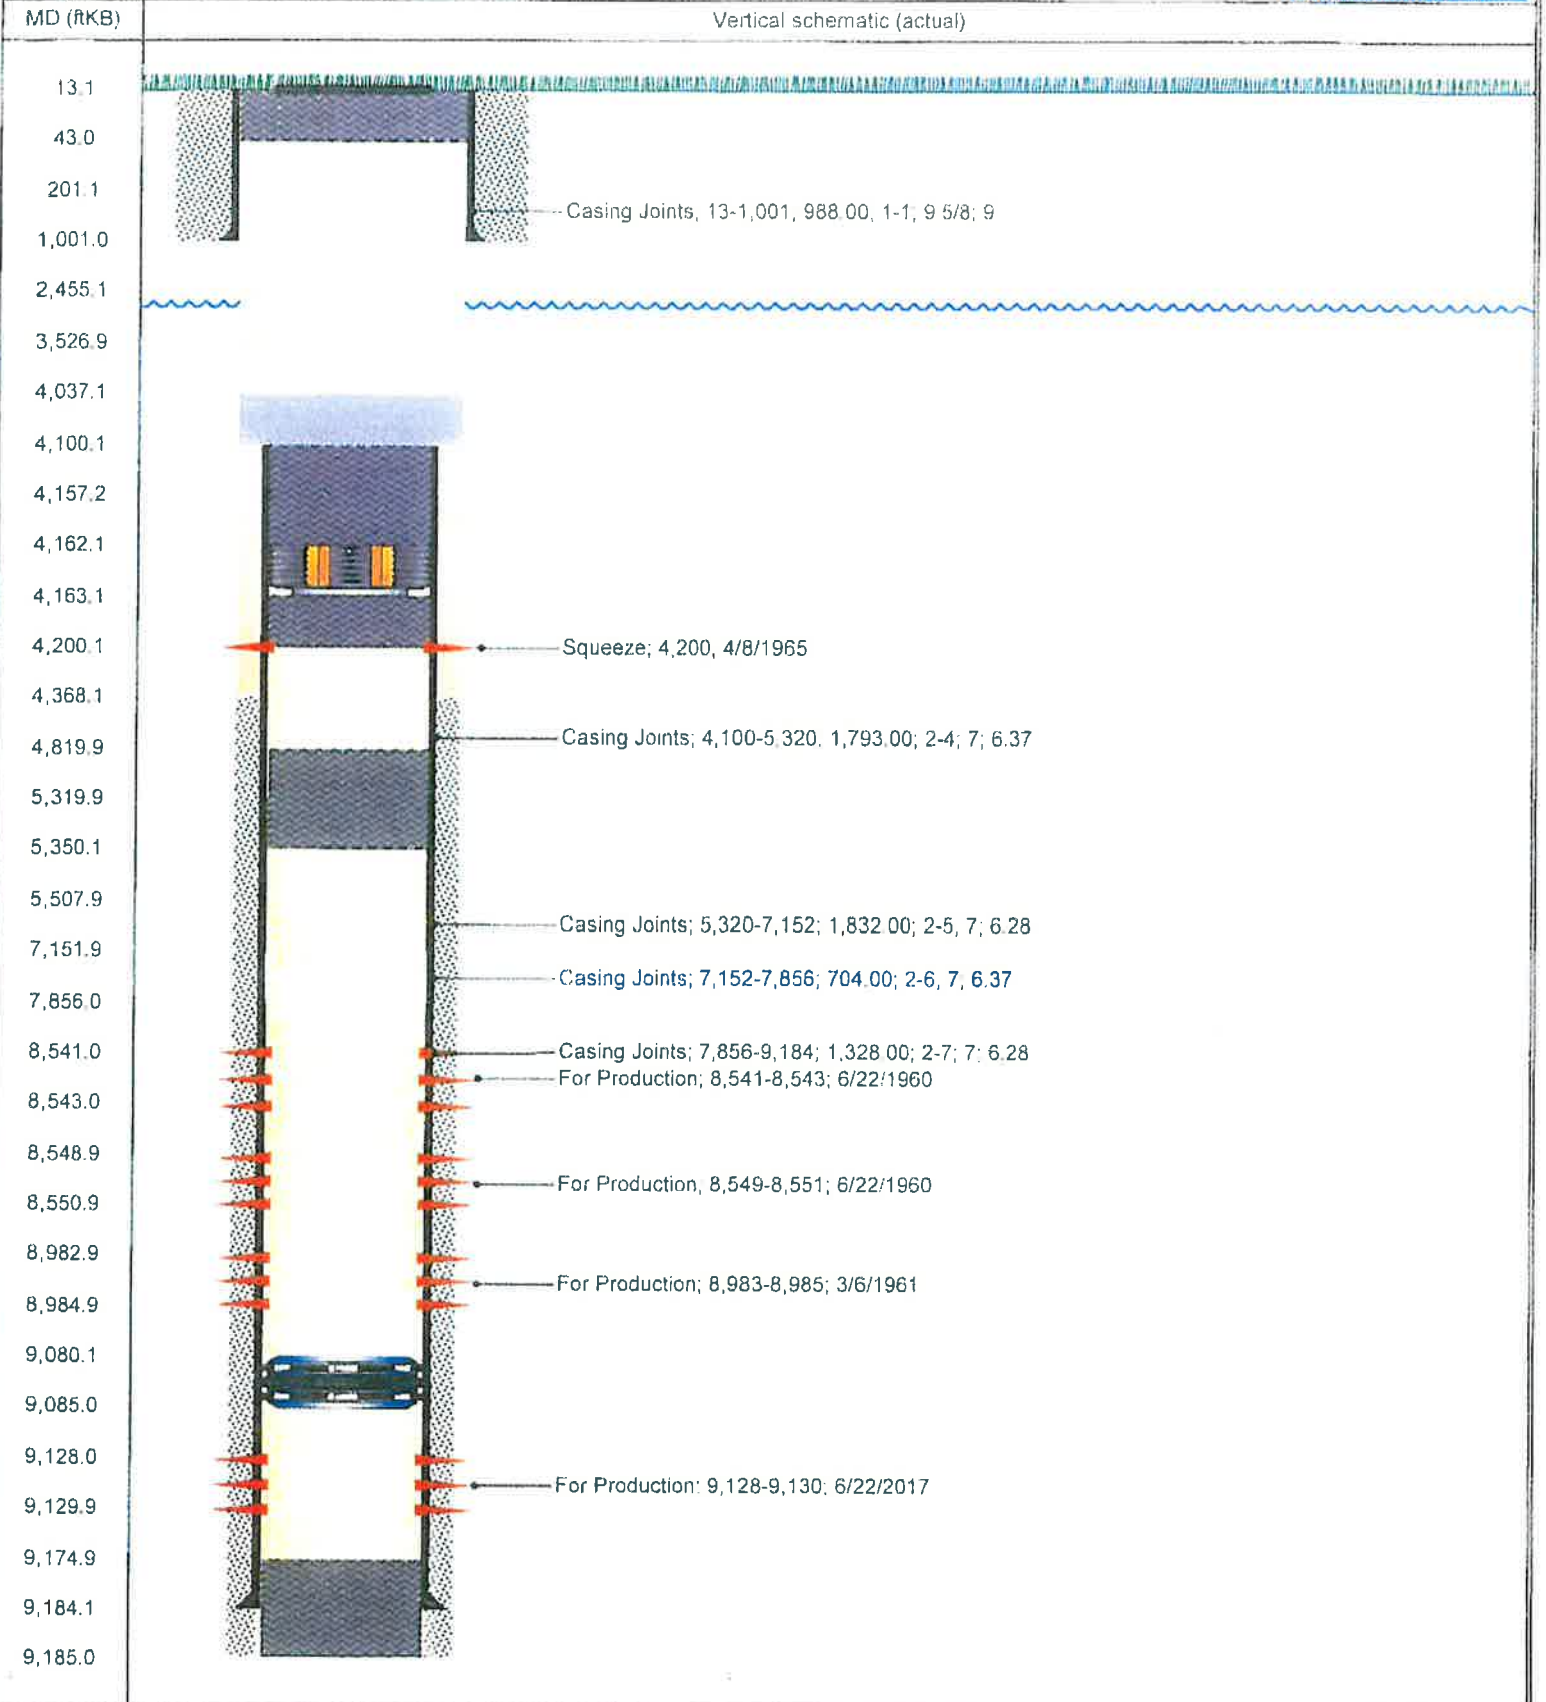 MD (ftKB)
Vertical schematic (actual)
13.1
43.0
201.1
Casing Joints, 13-1,001, 988.00, 1-1; 9 5/8; 9
1,001.0
2,455.1
3,526.9
4,037.1
4,100.1
4,157.2
4,162.1
4,163.1
4,200.1
Squeeze; 4,200, 4/8/1965
4,368.1
Casing Joints; 4,100-5,320, 1,793.00; 2-4; 7; 6.37
4,819.9
5,319.9
5,350.1
5,507.9
Casing Joints; 5,320-7,152; 1,832.00; 2-5, 7; 6.28
7,151.9
Casing Joints; 7,152-7,856; 704.00; 2-6, 7; 6.37
7,856.0
8,541.0
Casing Joints; 7,856-9,184; 1,328.00; 2-7; 7; 6.28
For Production; 8,541-8,543; 6/22/1960
8,543.0
8,548.9
For Production, 8,549-8,551; 6/22/1960
8,550.9
8,982.9
For Production; 8,983-8,985; 3/6/1961
8,984.9
9,080.1
9,085.0
9,128.0
For Production: 9,128-9,130; 6/22/2017
9,129.9
9,174.9
9,184.1
9,185.0